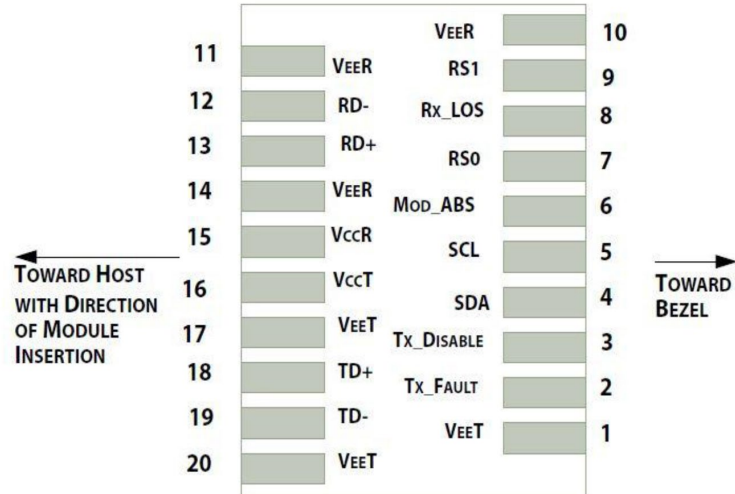 11 VEER
12 RD-
13 RD+
14 VEER
15 VCCR
16 VCCT
17 VEET
18 TD+
19 TD-
20 VEET
VEER 10
RS1 9
RX_LOS 8
RS0 7
MOD_ABS 6
SCL 5
SDA 4
TX_DISABLE 3
TX_FAULT 2
VEET 1
TOWARD HOST
WITH DIRECTION
OF MODULE
INSERTION
TOWARD
BEZEL